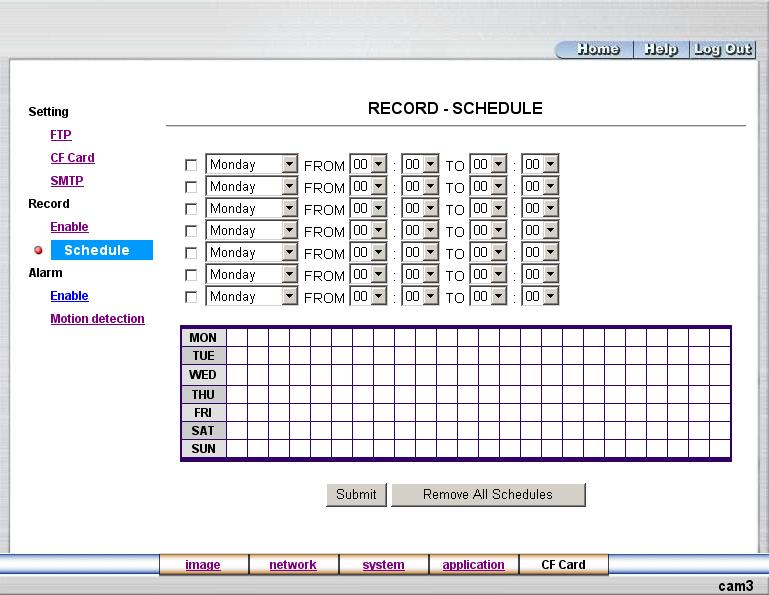 Home Help Log Out
RECORD - SCHEDULE
Setting
FTP
CF Card
SMTP
Record
Enable
Schedule
Alarm
Enable
Motion detection
Monday FROM 00 : 00 TO 00 : 00
Monday FROM 00 : 00 TO 00 : 00
Monday FROM 00 : 00 TO 00 : 00
Monday FROM 00 : 00 TO 00 : 00
Monday FROM 00 : 00 TO 00 : 00
Monday FROM 00 : 00 TO 00 : 00
Monday FROM 00 : 00 TO 00 : 00
MON
TUE
WED
THU
FRI
SAT
SUN
Submit Remove All Schedules
image network system application CF Card
cam3